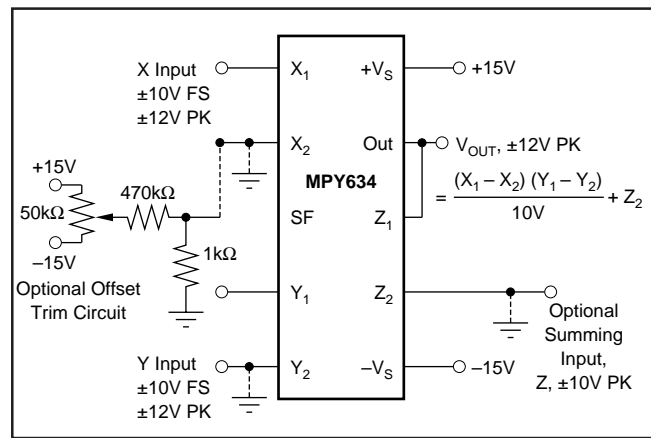 X Input
±10V FS
±12V PK
X1
+VS
+15V
X2
Out
VOUT, ±12V PK
MPY634
= (X1 – X2) (Y1 – Y2) / 10V + Z2
+15V
50kΩ
–15V
470kΩ
1kΩ
Optional Offset
Trim Circuit
SF
Z1
Y1
Z2
Optional
Summing
Input,
Z, ±10V PK
Y Input
±10V FS
±12V PK
Y2
–VS
–15V